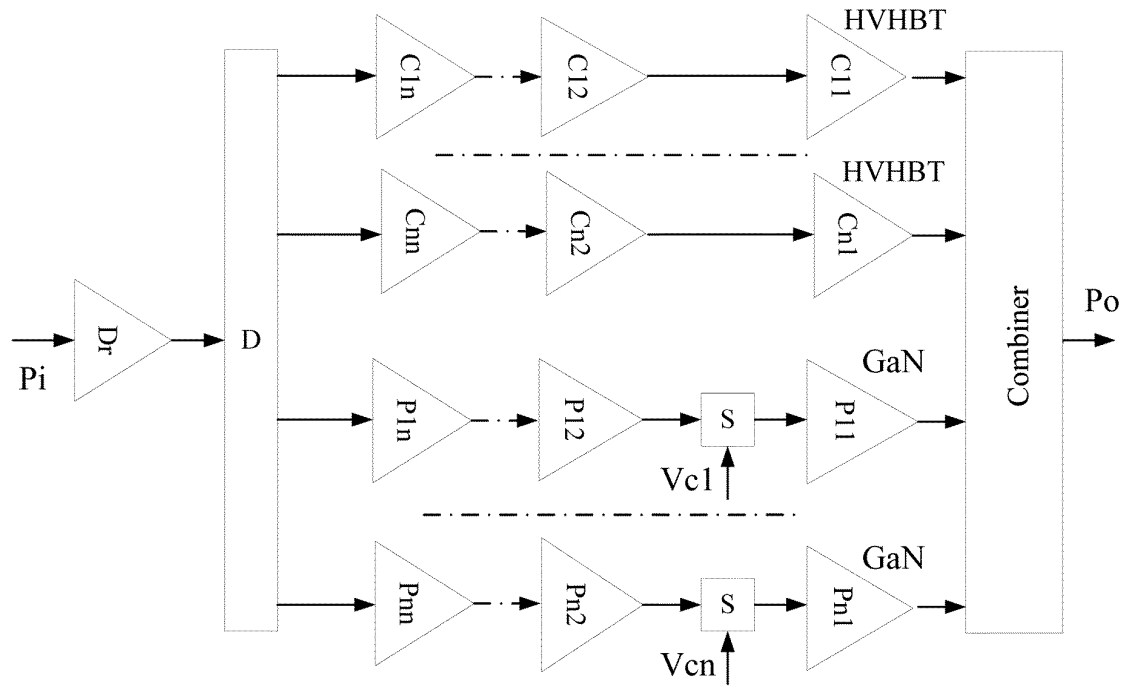 HVHBT
C1n
C12
C11
HVHBT
Cnn
Cn2
Cn1
Dr
D
Pi
Combiner
Po
GaN
P1n
P12
S
P11
Vc1
GaN
Pnn
Pn2
S
Pn1
Vcn